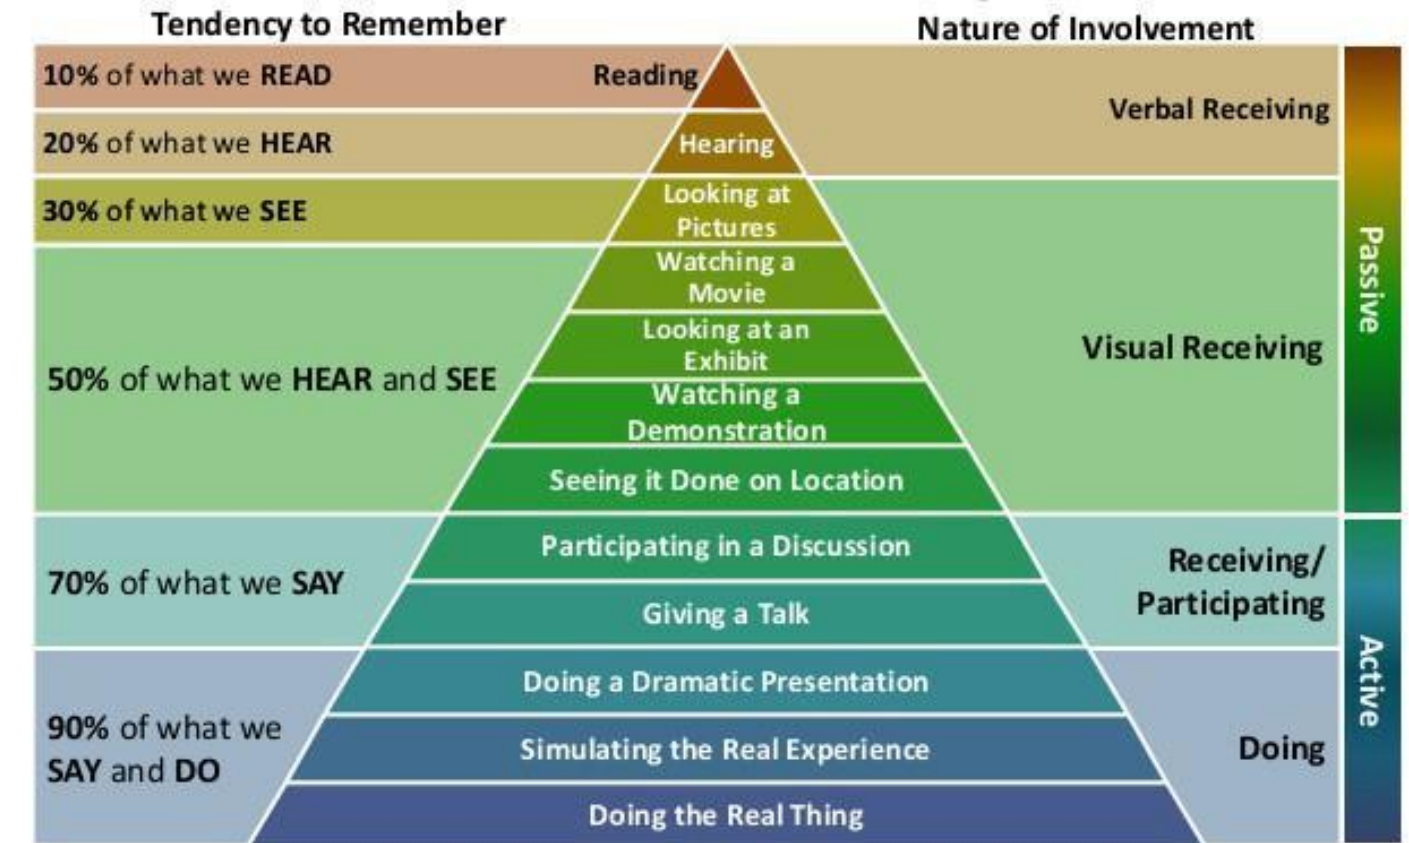 Tendency to Remember
Nature of Involvement
10% of what we READ
Reading
Verbal Receiving
20% of what we HEAR
Hearing
30% of what we SEE
Looking at
Pictures
Watching a
Movie
50% of what we HEAR and SEE
Looking at an
Exhibit
Visual Receiving
Watching a
Demonstration
Seeing it Done on Location
Passive
70% of what we SAY
Participating in a Discussion
Receiving/
Participating
Giving a Talk
90% of what we
SAY and DO
Doing a Dramatic Presentation
Simulating the Real Experience
Doing
Doing the Real Thing
Active